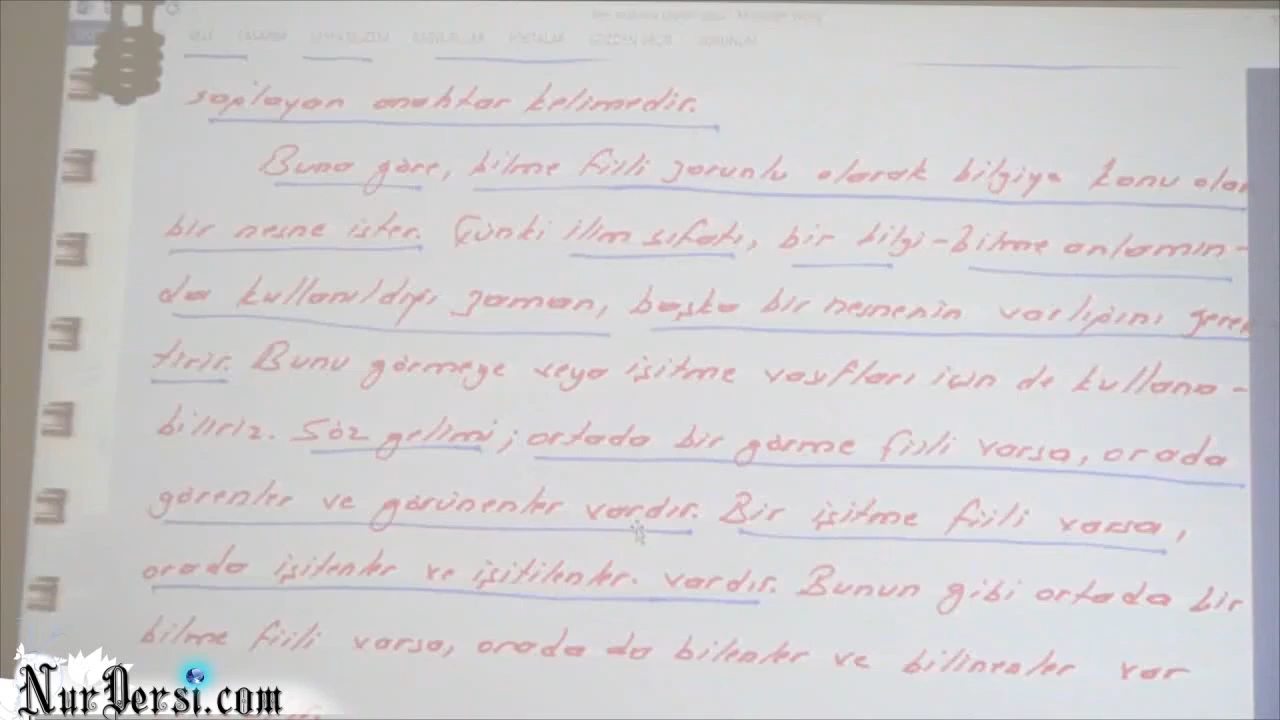 saplayan anahtar kelimedir.
Buna göre, bilme fiili zorunlu olarak bilgiye konu olan
bir nesne ister. Çünki ilim sıfatı, bir bilgi-bilme anlamın-
da kullanıldığı zaman, başka bir nesnenin varlığını gerek
tirir. Bunu görmeye veya işitme vasıfları için de kullana-
biliriz. Söz gelimi; ortada bir görme fiili varsa, orada
görenler ve görünenler vardır. Bir işitme fiili varsa,
orada işitenler ve işitilenler. vardır. Bunun gibi ortada bir
bilme fiili varsa, orada da bilenler ve bilinenler var
NurDersi.com